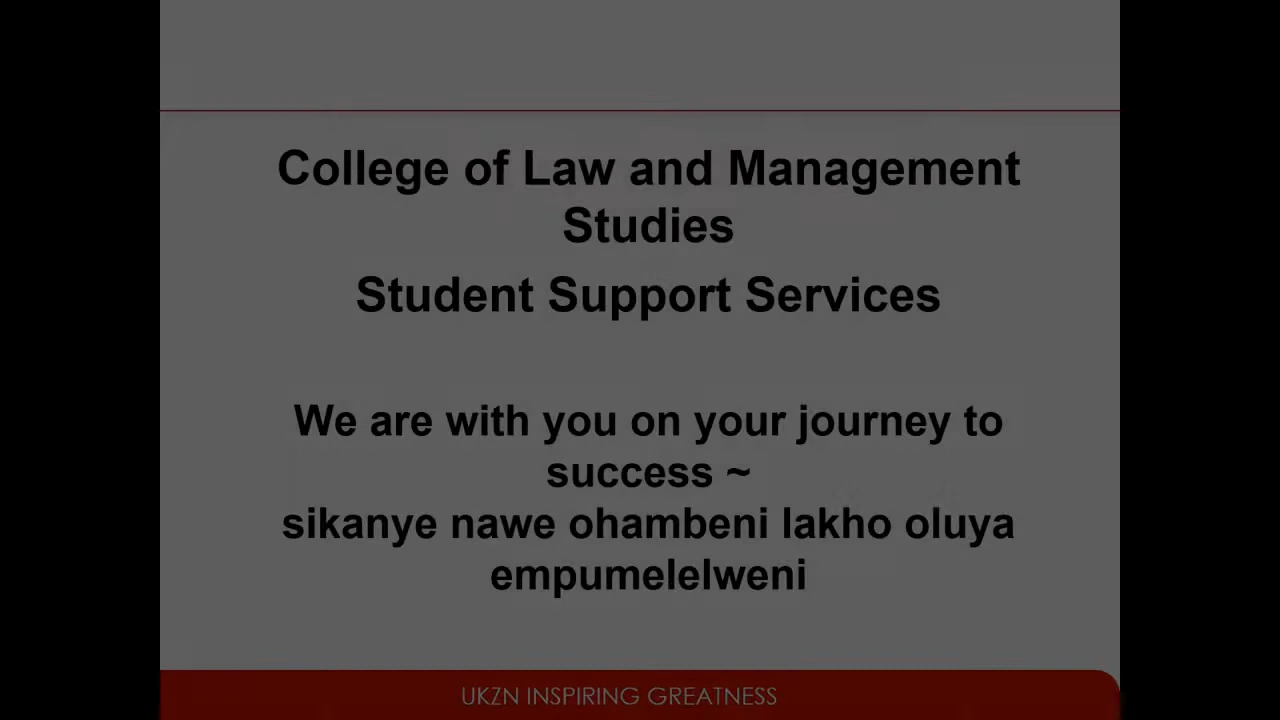 College of Law and Management
Studies
Student Support Services
We are with you on your journey to
success ~
sikanye nawe ohambeni lakho oluya
empumelelweni
UKZN INSPIRING GREATNESS